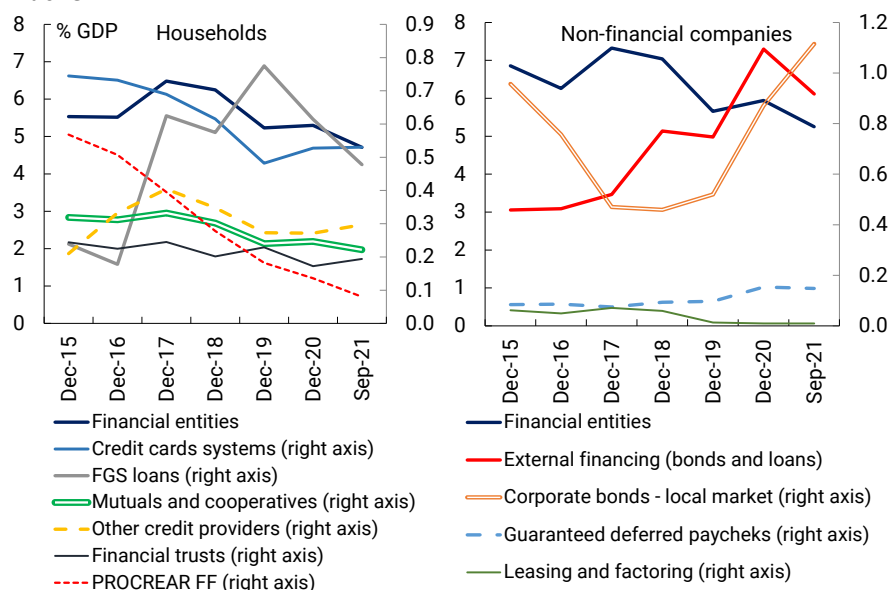 % GDP Households
8
7
6
5
4
3
2
1
0
0.9
0.8
0.7
0.6
0.5
0.4
0.3
0.2
0.1
0.0
Dec-15
Dec-16
Dec-17
Dec-18
Dec-19
Dec-20
Sep-21
Financial entities
Credit cards systems (right axis)
FGS loans (right axis)
Mutuals and cooperatives (right axis)
Other credit providers (right axis)
Financial trusts (right axis)
PROCREAR FF (right axis)
Non-financial companies
8
7
6
5
4
3
2
1
0
1.2
1.0
0.8
0.6
0.4
0.2
0.0
Dec-15
Dec-16
Dec-17
Dec-18
Dec-19
Dec-20
Sep-21
Financial entities
External financing (bonds and loans)
Corporate bonds - local market (right axis)
Guaranteed deferred paycheks (right axis)
Leasing and factoring (right axis)